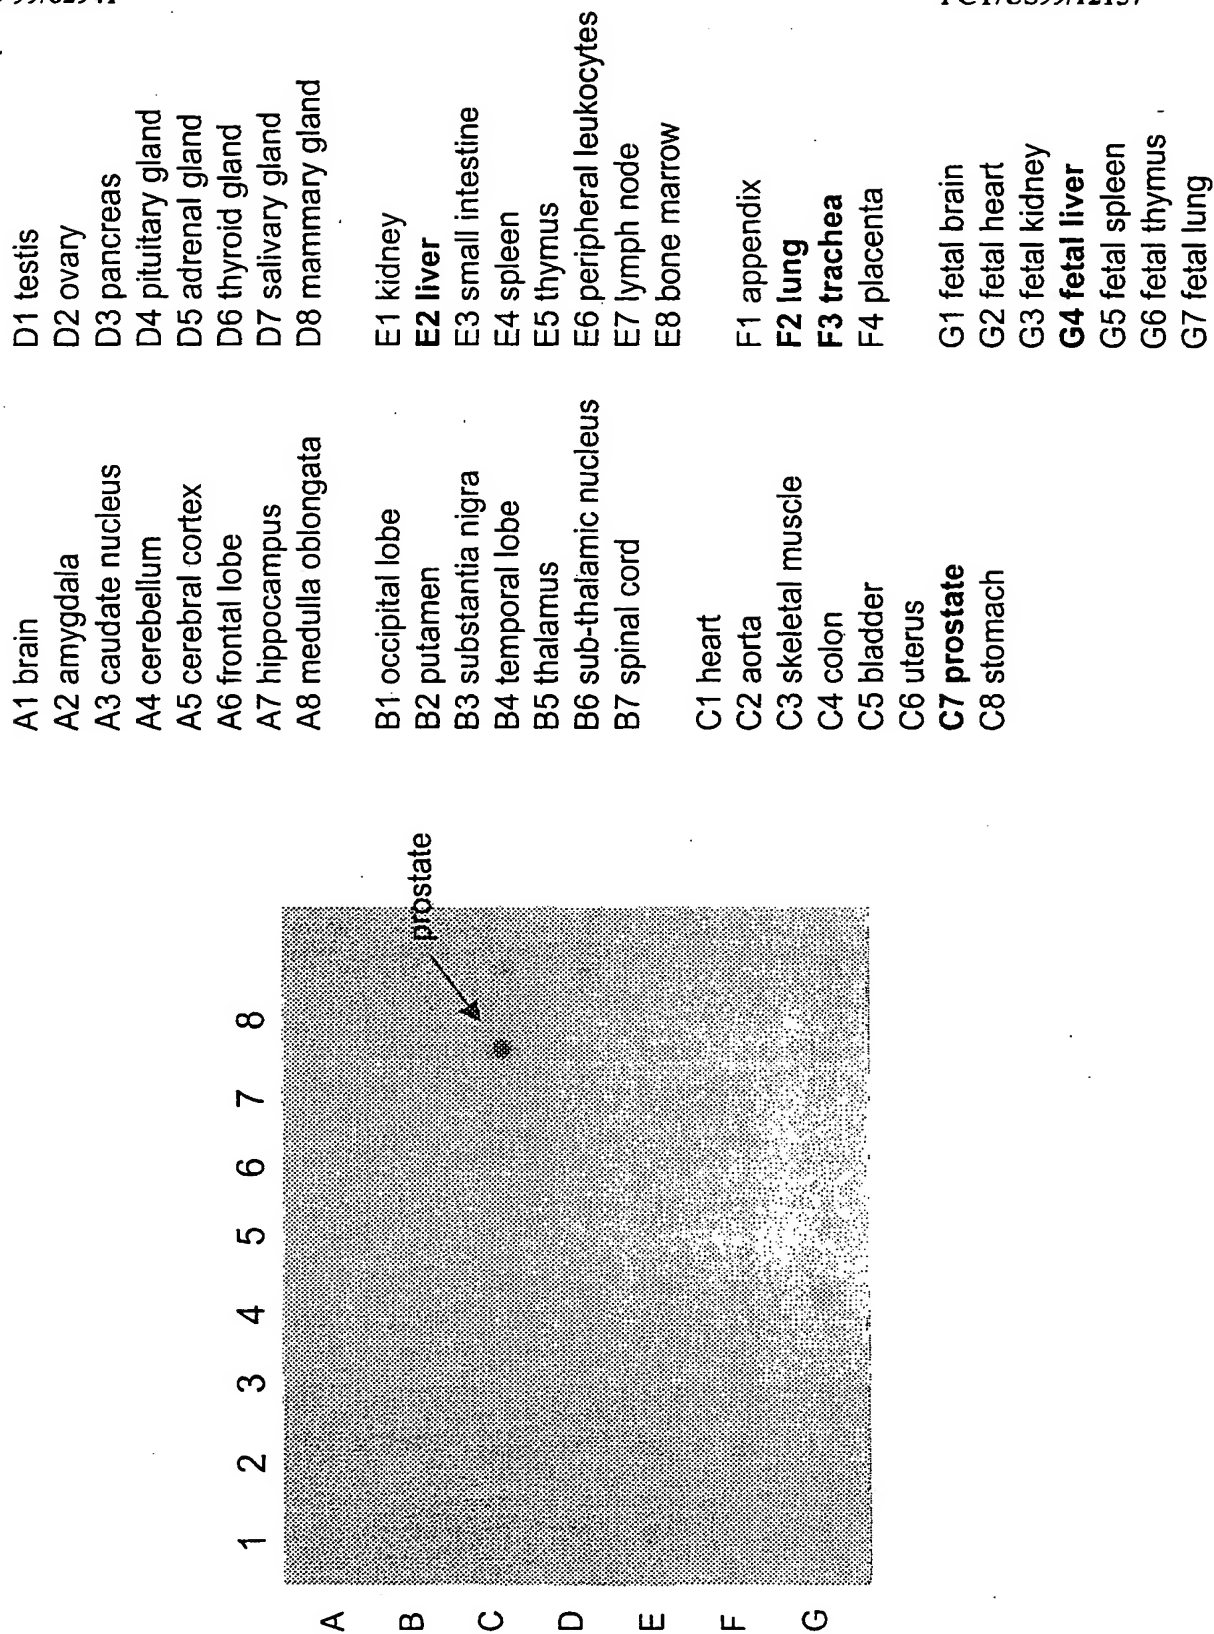 1 2 3 4 5 6 7 8
A
B
C
D
E
F
G
prostate
A1 brain
A2 amygdala
A3 caudate nucleus
A4 cerebellum
A5 cerebral cortex
A6 frontal lobe
A7 hippocampus
A8 medulla oblongata
B1 occipital lobe
B2 putamen
B3 substantia nigra
B4 temporal lobe
B5 thalamus
B6 sub-thalamic nucleus
B7 spinal cord
C1 heart
C2 aorta
C3 skeletal muscle
C4 colon
C5 bladder
C6 uterus
C7 prostate
C8 stomach
D1 testis
D2 ovary
D3 pancreas
D4 pituitary gland
D5 adrenal gland
D6 thyroid gland
D7 salivary gland
D8 mammary gland
E1 kidney
E2 liver
E3 small intestine
E4 spleen
E5 thymus
E6 peripheral leukocytes
E7 lymph node
E8 bone marrow
F1 appendix
F2 lung
F3 trachea
F4 placenta
G1 fetal brain
G2 fetal heart
G3 fetal kidney
G4 fetal liver
G5 fetal spleen
G6 fetal thymus
G7 fetal lung